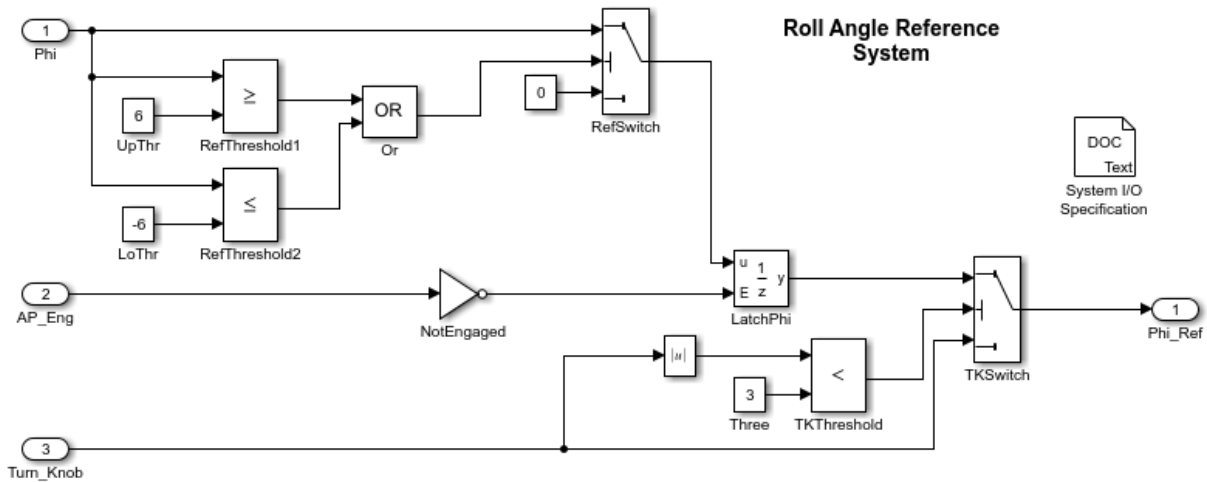 Roll Angle Reference
System
1
Phi
≥
6
UpThr
RefThreshold1
OR
Or
0
RefSwitch
≤
-6
LoThr
RefThreshold2
DOC
Text
System I/O
Specification
2
AP_Eng
NotEngaged
u
E
1
z
y
LatchPhi
1
Phi_Ref
TKSwitch
|u|
<
3
Three
TKThreshold
3
Turn_Knob